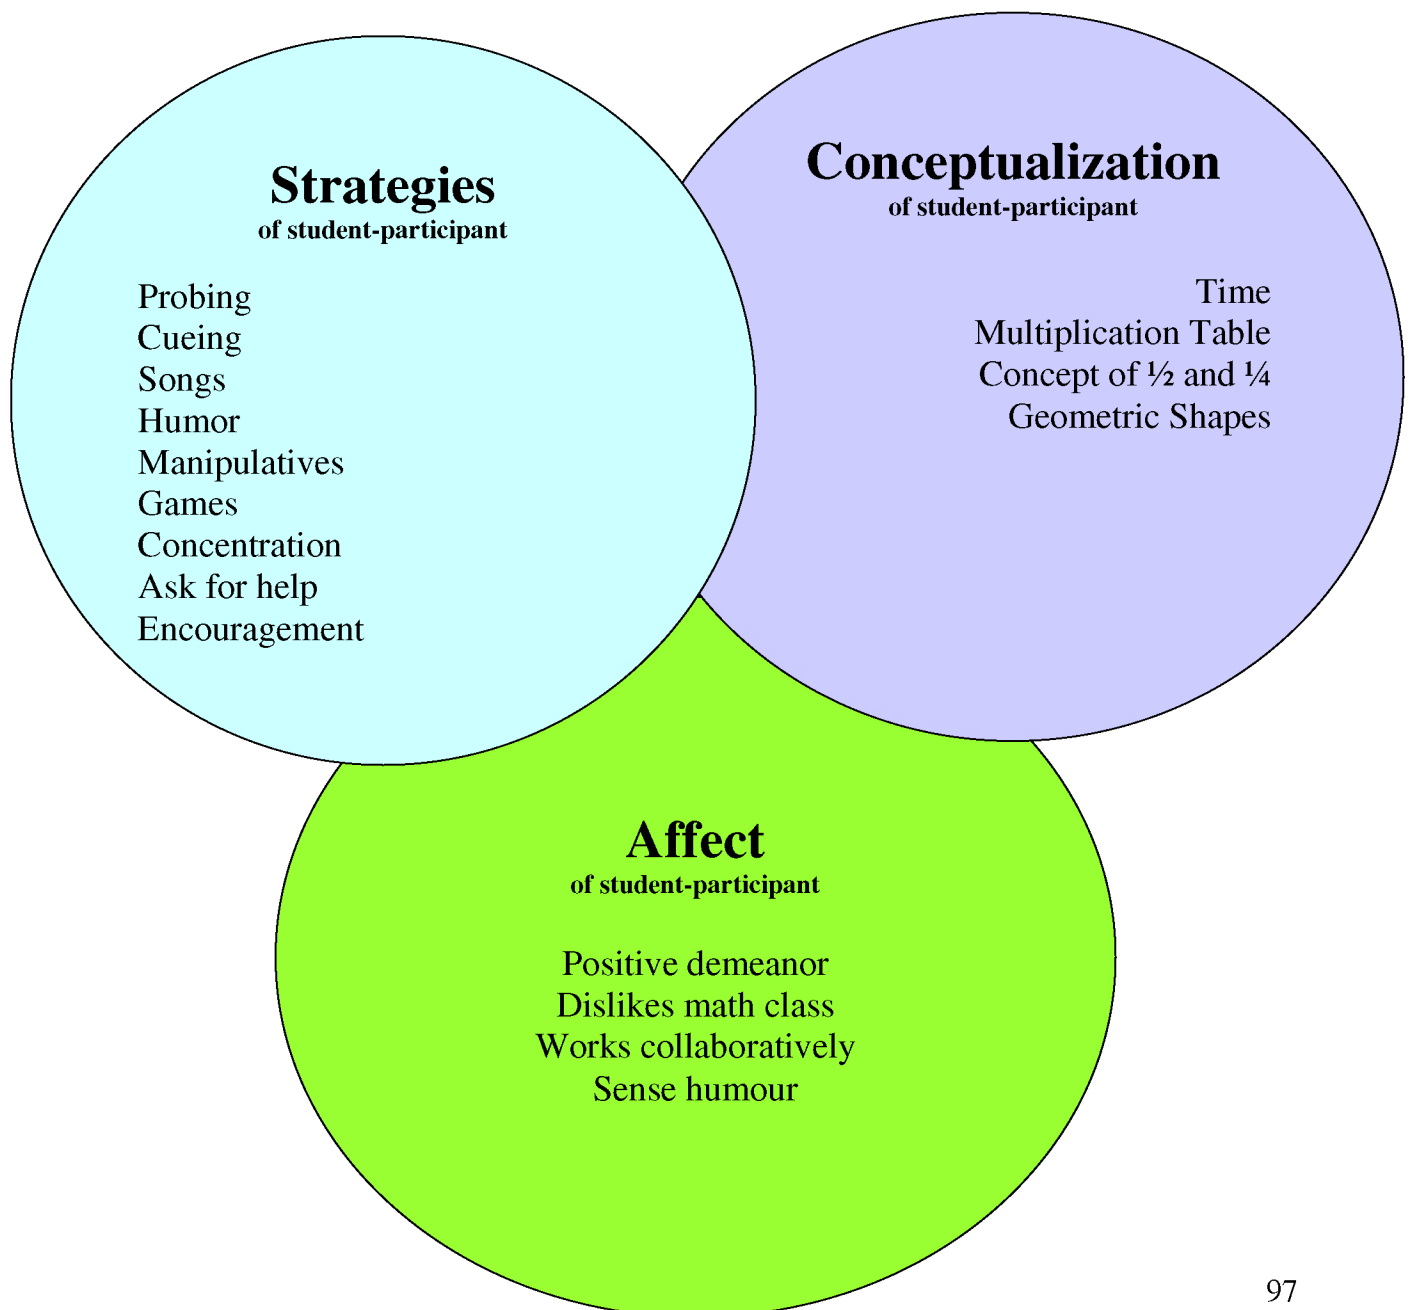 Strategies
of student-participant
Probing
Cueing
Songs
Humor
Manipulatives
Games
Concentration
Ask for help
Encouragement
Conceptualization
of student-participant
Time
Multiplication Table
Concept of ½ and ¼
Geometric Shapes
Affect
of student-participant
Positive demeanor
Dislikes math class
Works collaboratively
Sense humour
97